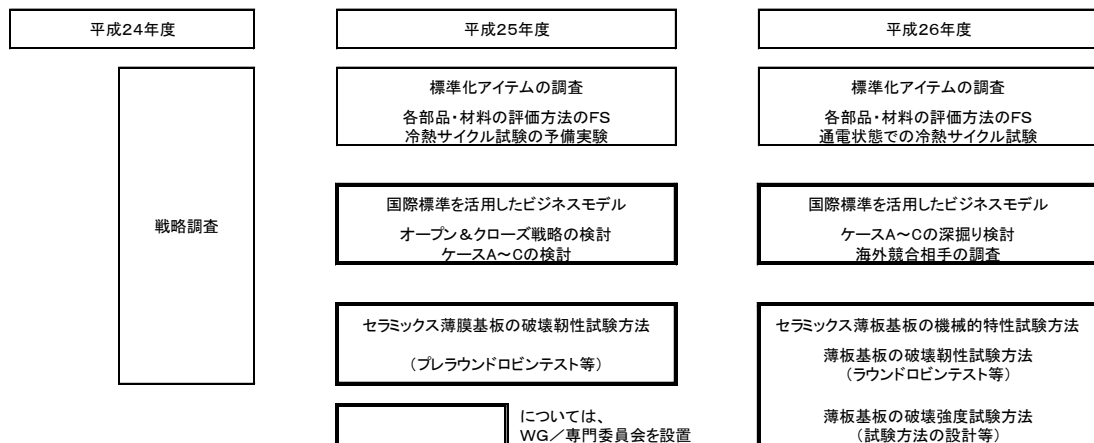 平成24年度
平成25年度
平成26年度
戦略調査
標準化アイテムの調査
各部品・材料の評価方法のFS
冷熱サイクル試験の予備実験
国際標準を活用したビジネスモデル
オープン&クローズ戦略の検討
ケースA~Cの検討
セラミックス薄膜基板の破壊靭性試験方法
(プレラウンドロビンテスト等)
については、
WG/専門委員会を設置
標準化アイテムの調査
各部品・材料の評価方法のFS
通電状態での冷熱サイクル試験
国際標準を活用したビジネスモデル
ケースA~Cの深掘り検討
海外競合相手の調査
セラミックス薄板基板の機械的特性試験方法
薄板基板の破壊靭性試験方法
(ラウンドロビンテスト等)
薄板基板の破壊強度試験方法
(試験方法の設計等)